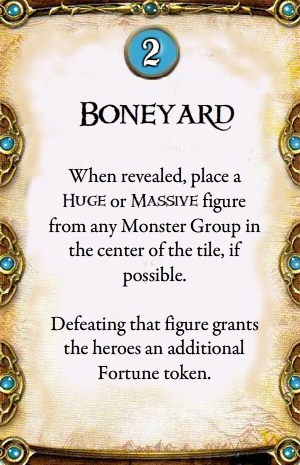 2
BONEYARD
When revealed, place a
HUGE or MASSIVE figure
from any Monster Group in
the center of the tile, if
possible.
Defeating that figure grants
the heroes an additional
Fortune token.